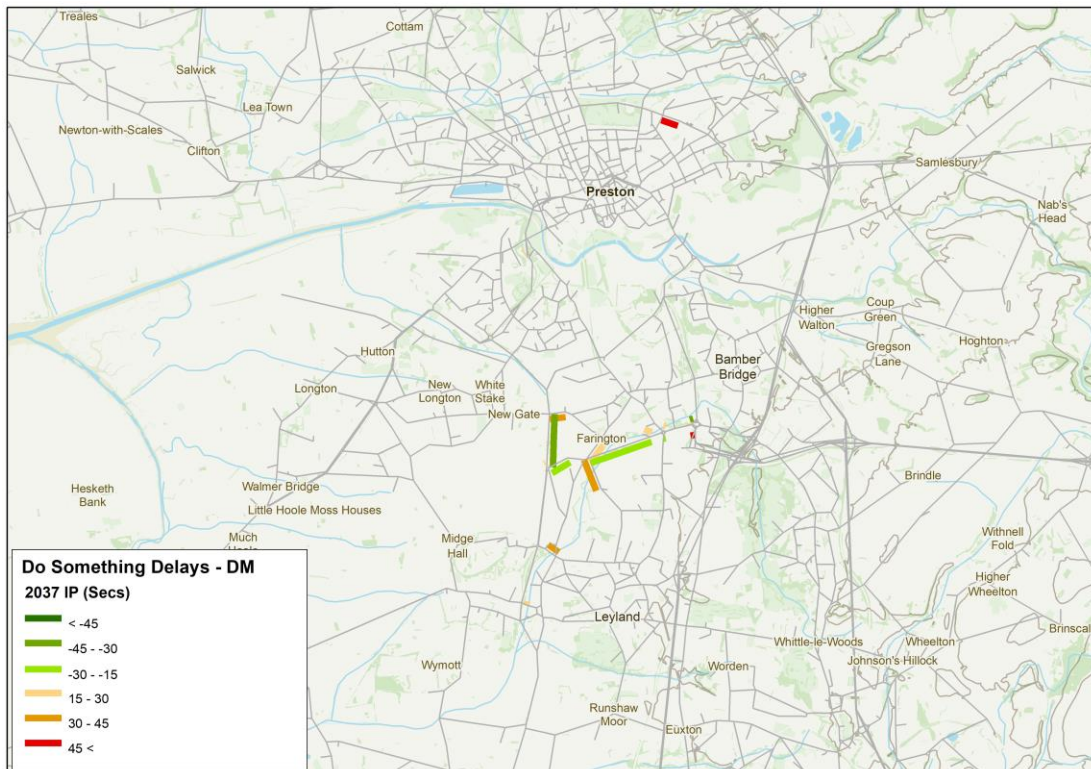 Treales
Cottam
Salwick
Lea Town
Newton-with-Scales
Clifton
Samlesbury
Preston
Nab's
Head
Higher
Walton
Coup
Green
Gregson
Lane
Hoghton
Bamber
Bridge
Hutton
Longton
New
Longton
White
Stake
New Gate
Farington
Brindle
Hesketh
Bank
Walmer Bridge
Little Hoole Moss Houses
Much
Midge
Hall
Withnell
Fold
Higher
Wheelton
Leyland
Whittle-le-Woods
Wheelton
Brinscal
Johnson's Hillock
Wymott
Worden
Runshaw
Moor
Euxton
Do Something Delays - DM
2037 IP (Secs)
< -45
-45 - -30
-30 - -15
15 - 30
30 - 45
45 <